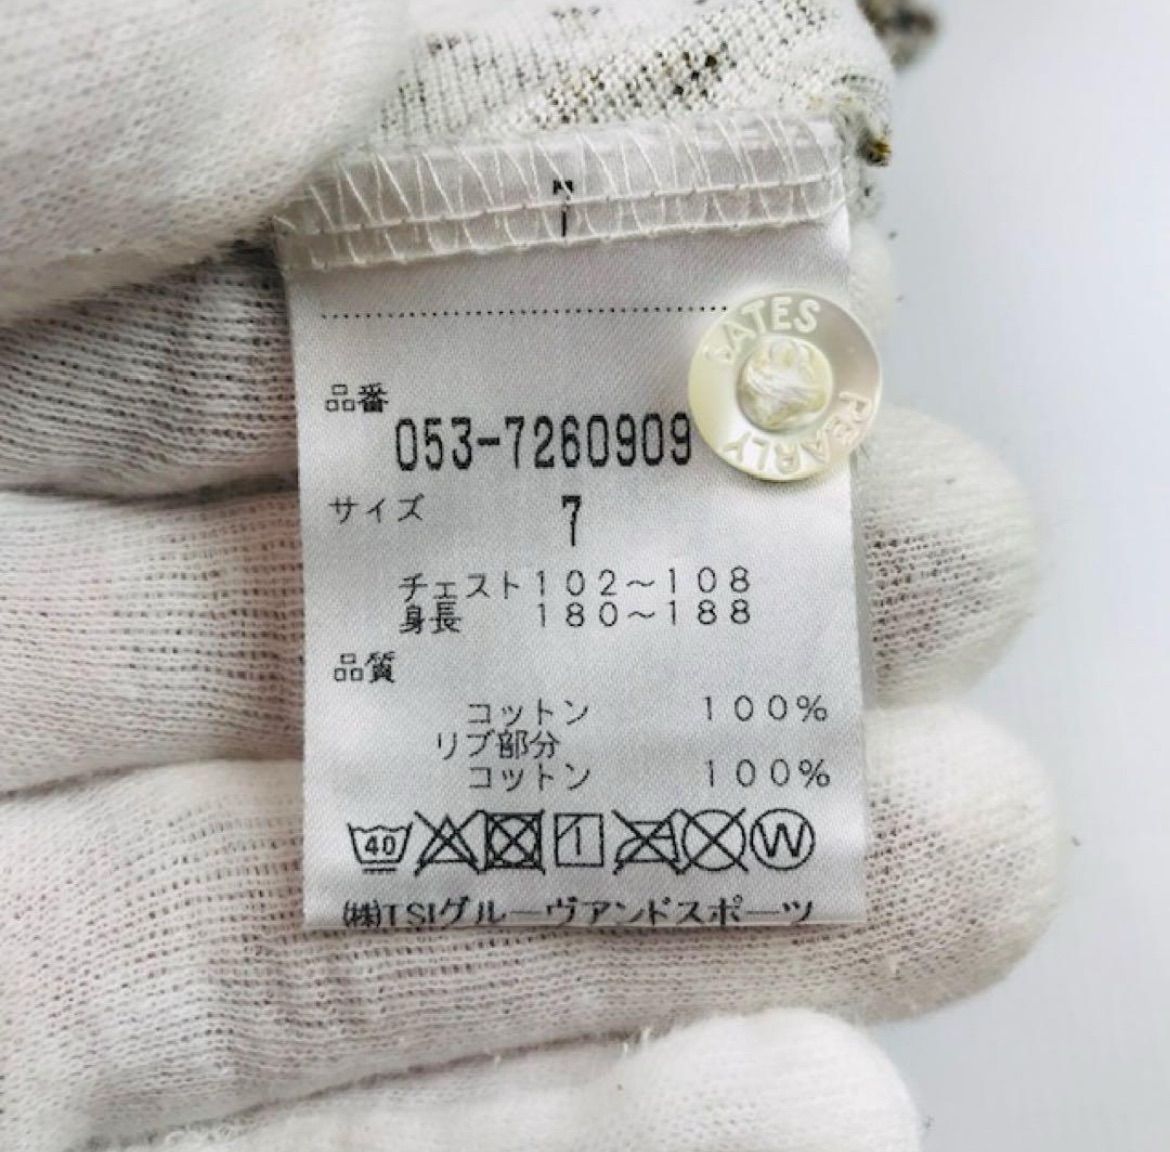 品番
053-7260909
サイズ
7
チェスト102～108
身長 180～188
品質
コットン 100%
リブ部分
コットン 100%
40
W
㈱TSIグルーヴアンドスポーツ
GATES
PEARLY